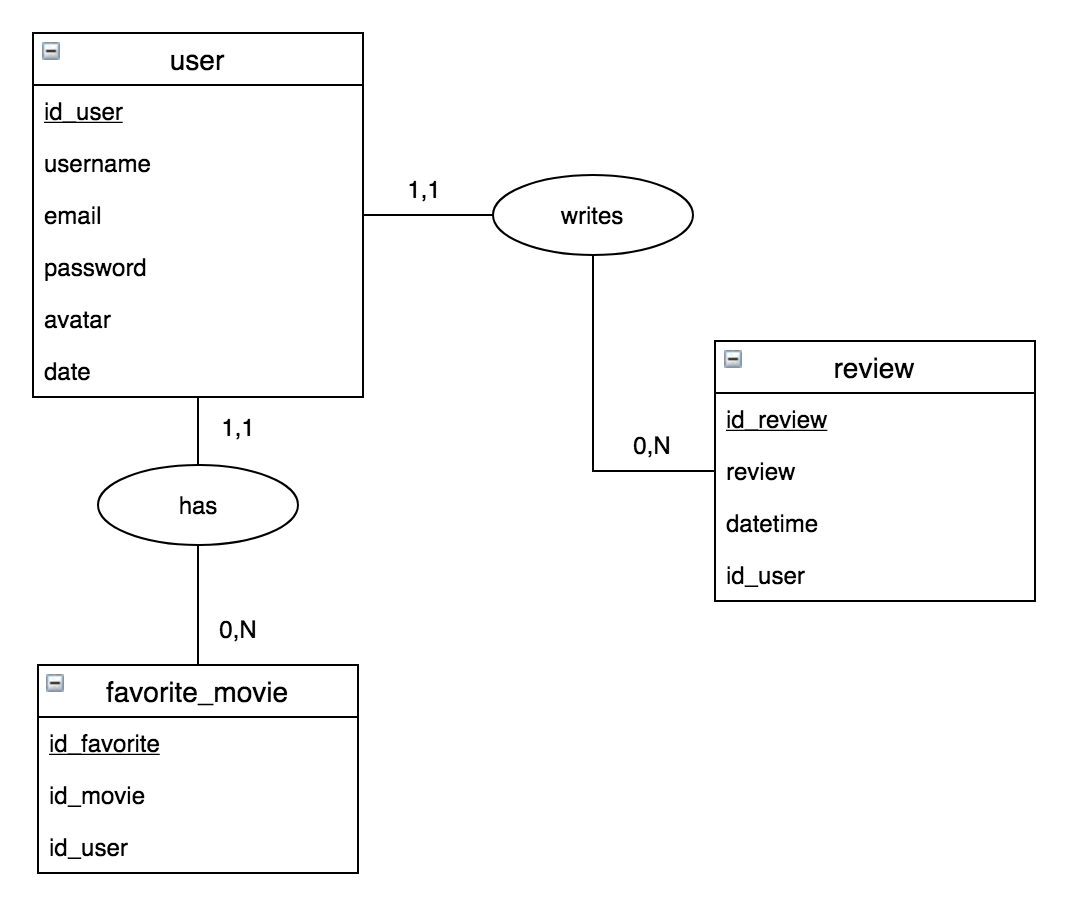 user
id_user
username
email
password
avatar
date
1,1
writes
0,N
review
id_review
review
datetime
id_user
1,1
has
0,N
favorite_movie
id_favorite
id_movie
id_user